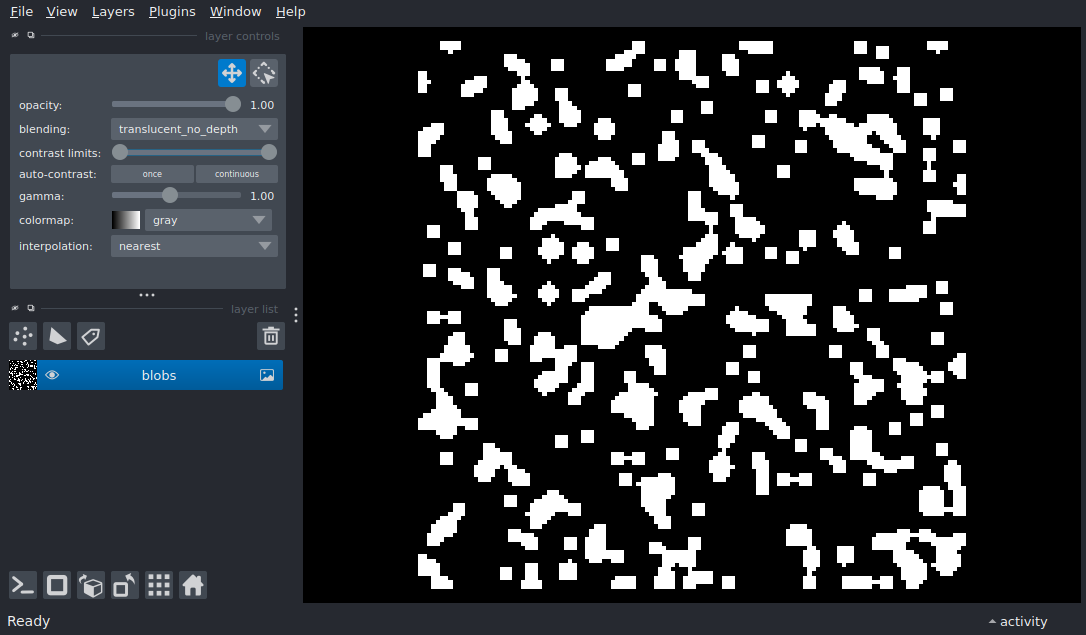 File View Layers Plugins Window Help
layer controls
opacity: 1.00
blending: translucent_no_depth
contrast limits:
auto-contrast: once continuous
gamma: 1.00
colormap: gray
interpolation: nearest
layer list
blobs
Ready activity